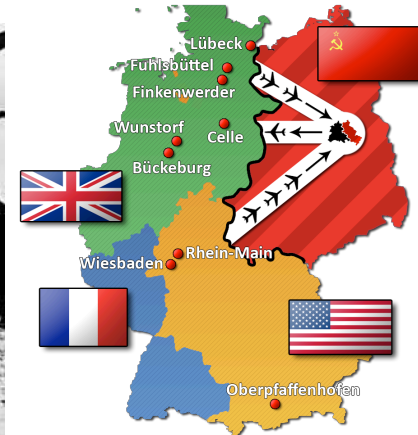 Lübeck
Fuhlsbüttel
Finkenwerder
Wunstorf
Celle
Bückeburg
Rhein-Main
Wiesbaden
Oberpfaffenhofen